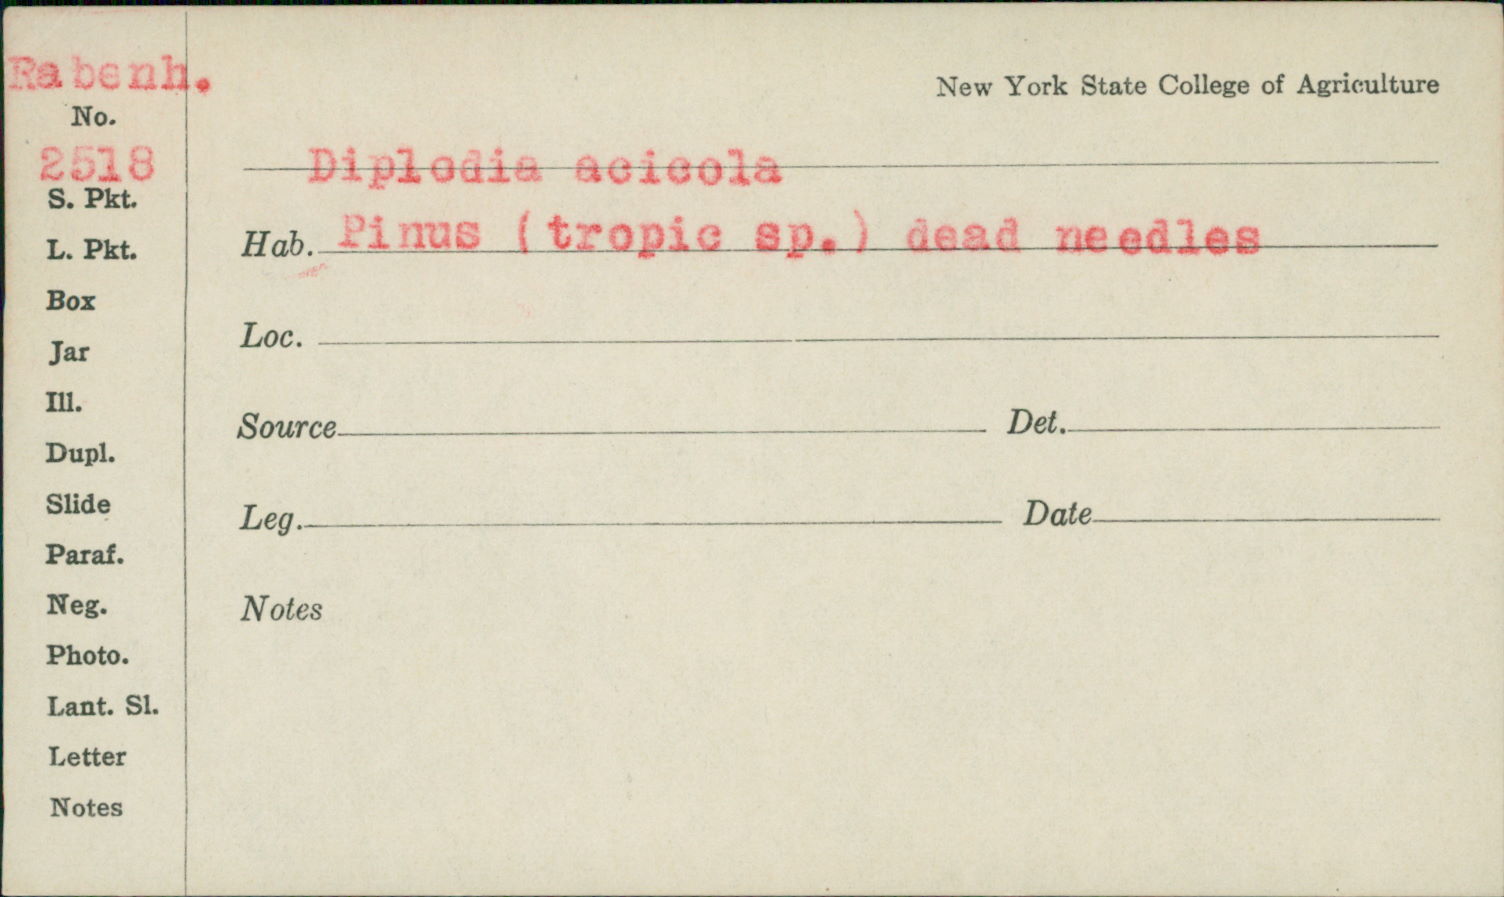 Rabenh.
New York State College of Agriculture
No.
2518
Diplodia acicola
S. Pkt.
Hab. Pinus (tropic sp.) dead needles
L. Pkt.
Box
Loc.
Jar
Ill.
Source Det.
Dupl.
Slide
Leg. Date
Paraf.
Neg.
Notes
Photo.
Lant. Sl.
Letter
Notes